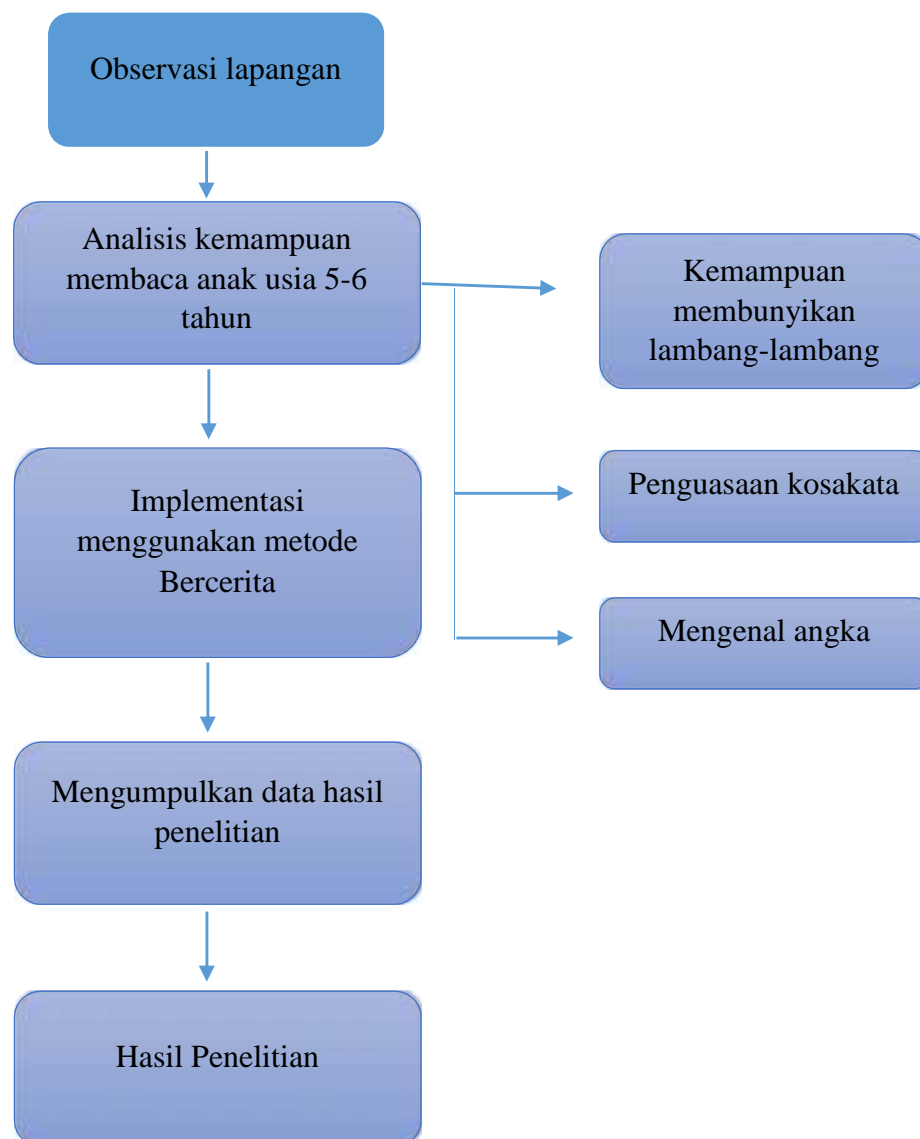 Observasi lapangan
Analisis kemampuan
membaca anak usia 5-6
tahun
Kemampuan
membunyikan
lambang-lambang
Implementasi
menggunakan metode
Bercerita
Penguasaan kosakata
Mengenal angka
Mengumpulkan data hasil
penelitian
Hasil Penelitian